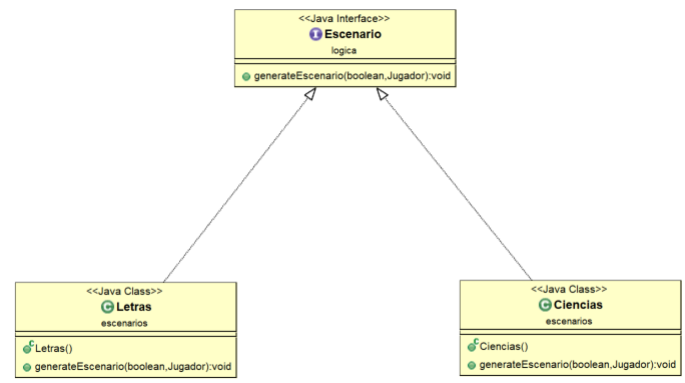 <<Java Interface>>
Escenario
logica
generateEscenario(boolean,Jugador):void
<<Java Class>>
Letras
escenarios
Letras()
generateEscenario(boolean,Jugador):void
<<Java Class>>
Ciencias
escenarios
Ciencias()
generateEscenario(boolean,Jugador):void